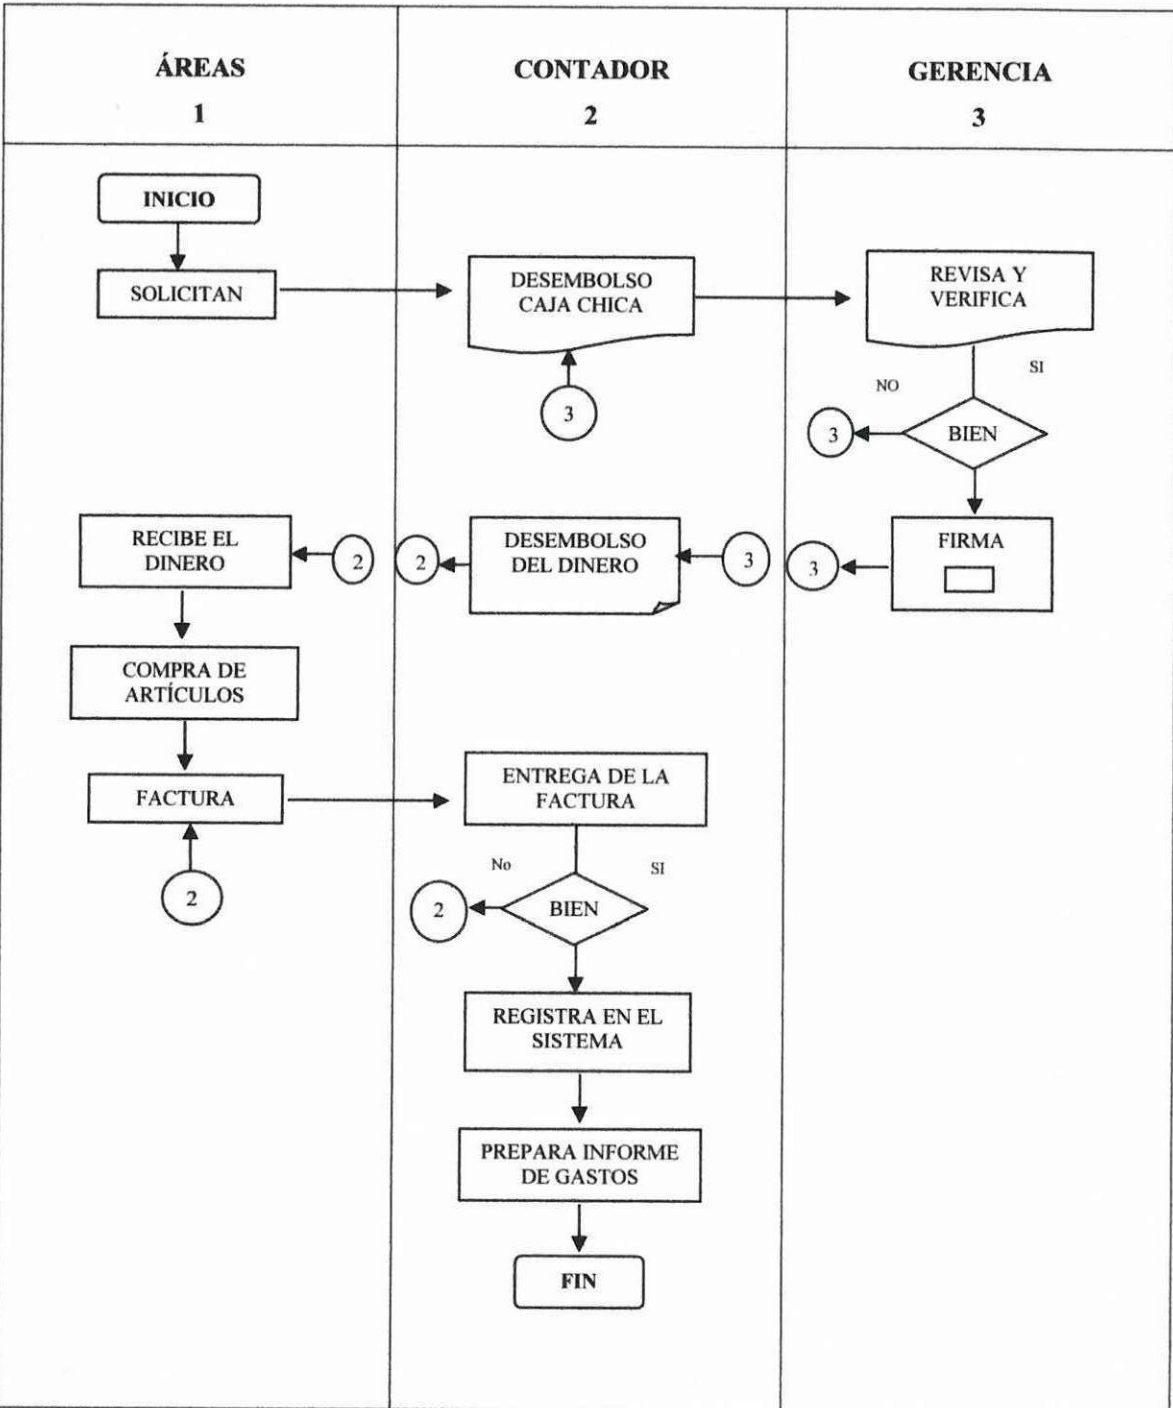 ÁREAS
1
CONTADOR
2
GERENCIA
3
INICIO
SOLICITAN
DESEMBOLSO
CAJA CHICA
REVISA Y
VERIFICA
SI
NO
3
3
BIEN
RECIBE EL
DINERO
2
2
DESEMBOLSO
DEL DINERO
3
3
FIRMA
COMPRA DE
ARTÍCULOS
FACTURA
ENTREGA DE LA
FACTURA
No
SI
2
2
BIEN
REGISTRA EN EL
SISTEMA
PREPARA INFORME
DE GASTOS
FIN